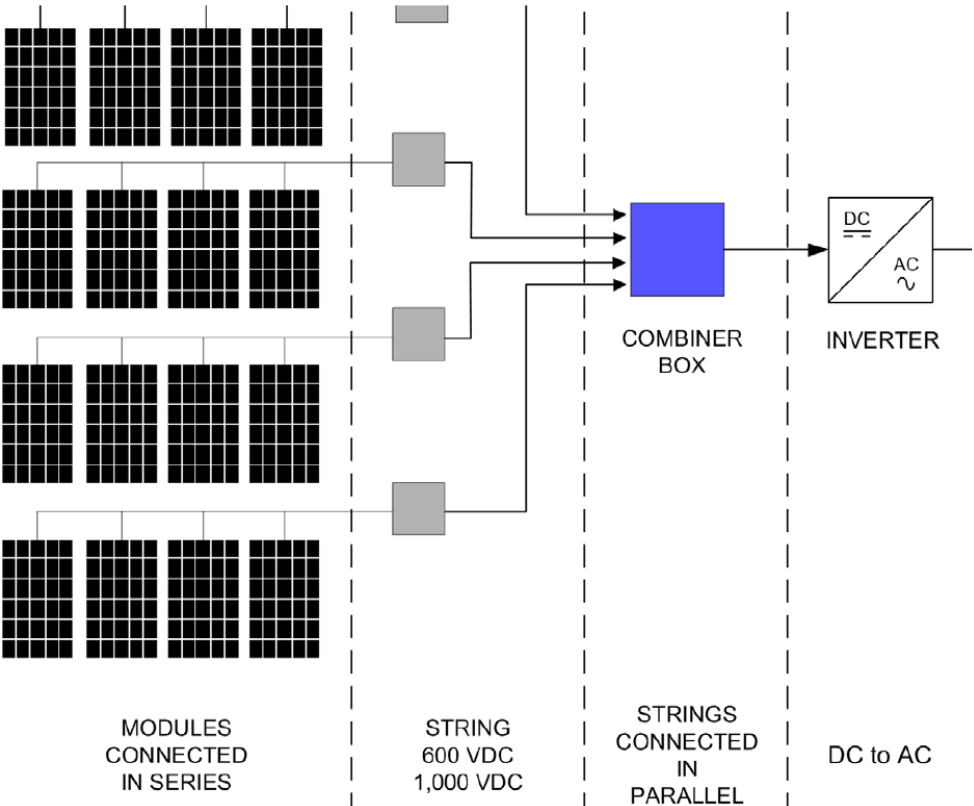 DC
AC
COMBINER
BOX
INVERTER
MODULES
CONNECTED
IN SERIES
STRING
600 VDC
1,000 VDC
STRINGS
CONNECTED
IN
PARALLEL
DC to AC